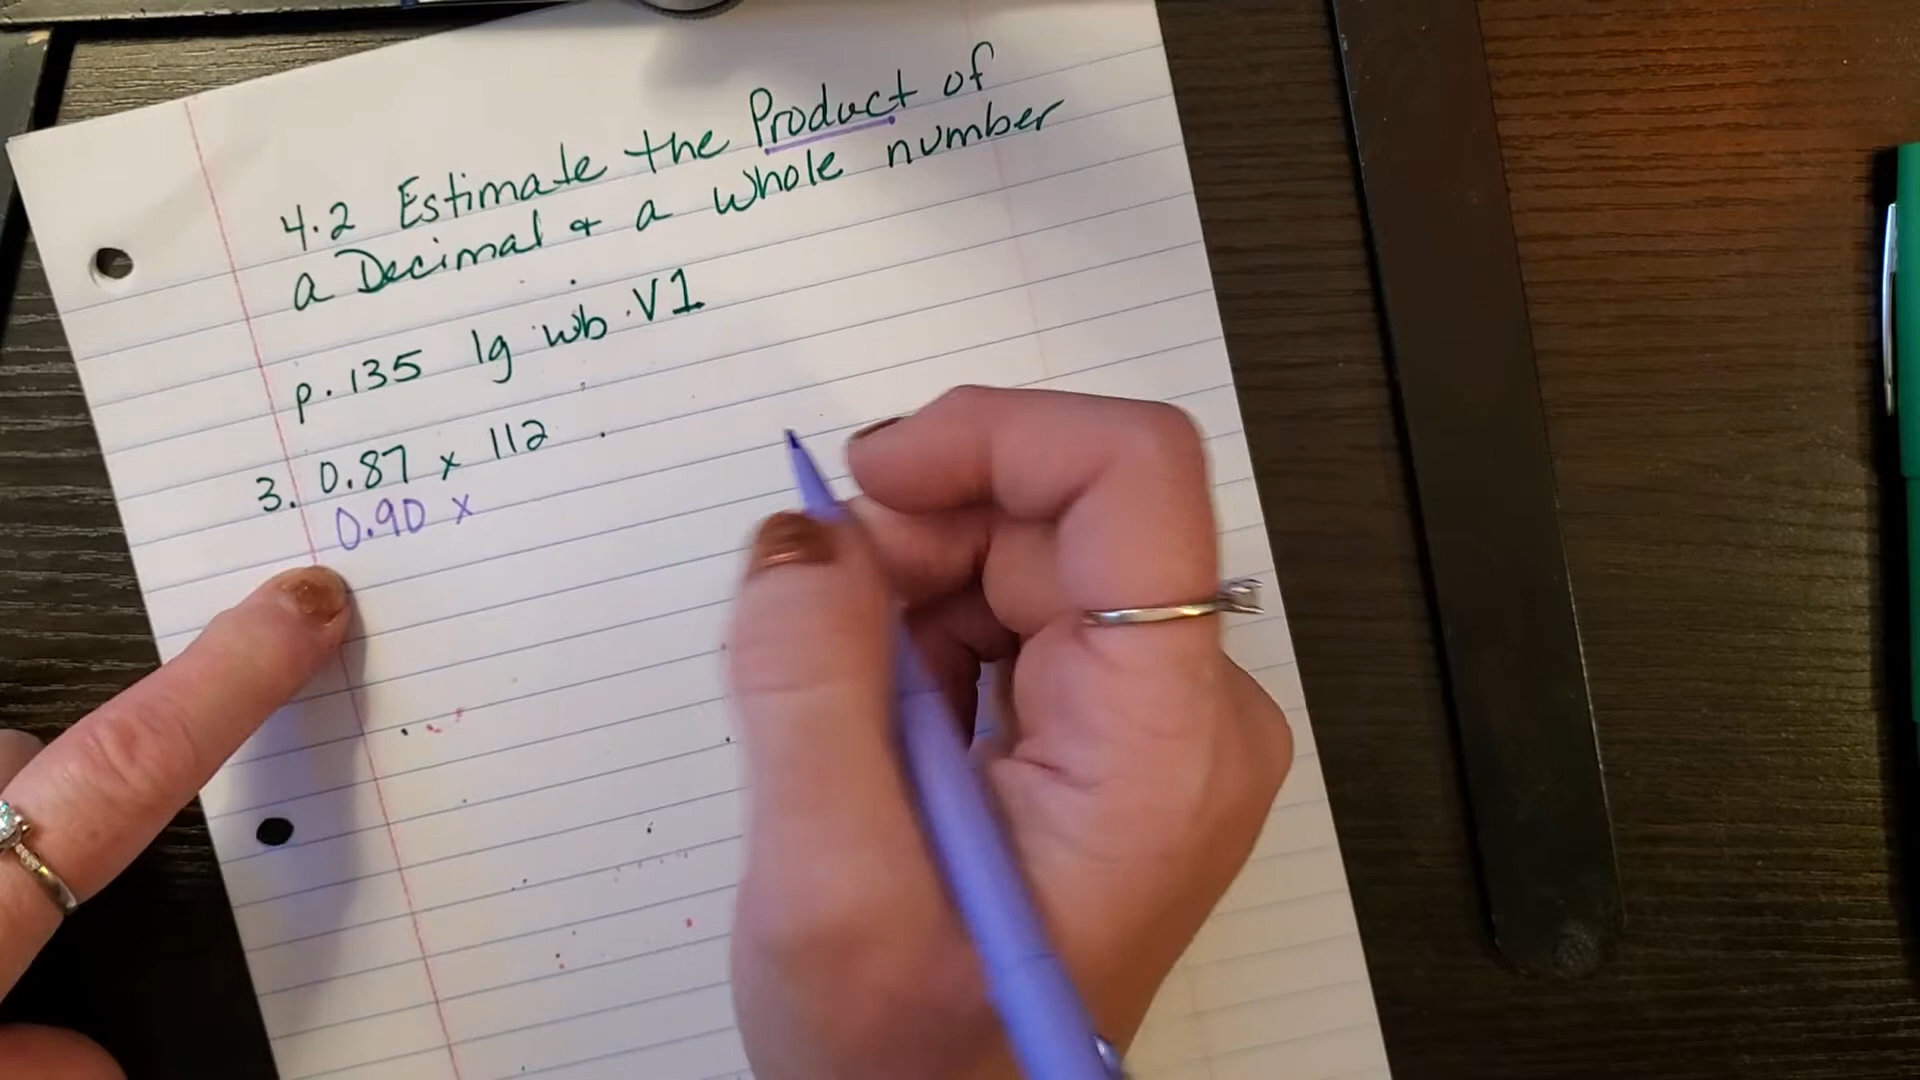 4.2 Estimate the Product of
a Decimal & a whole number
p. 135 lg wb V1
3. 0.87 x 112
0.90 x